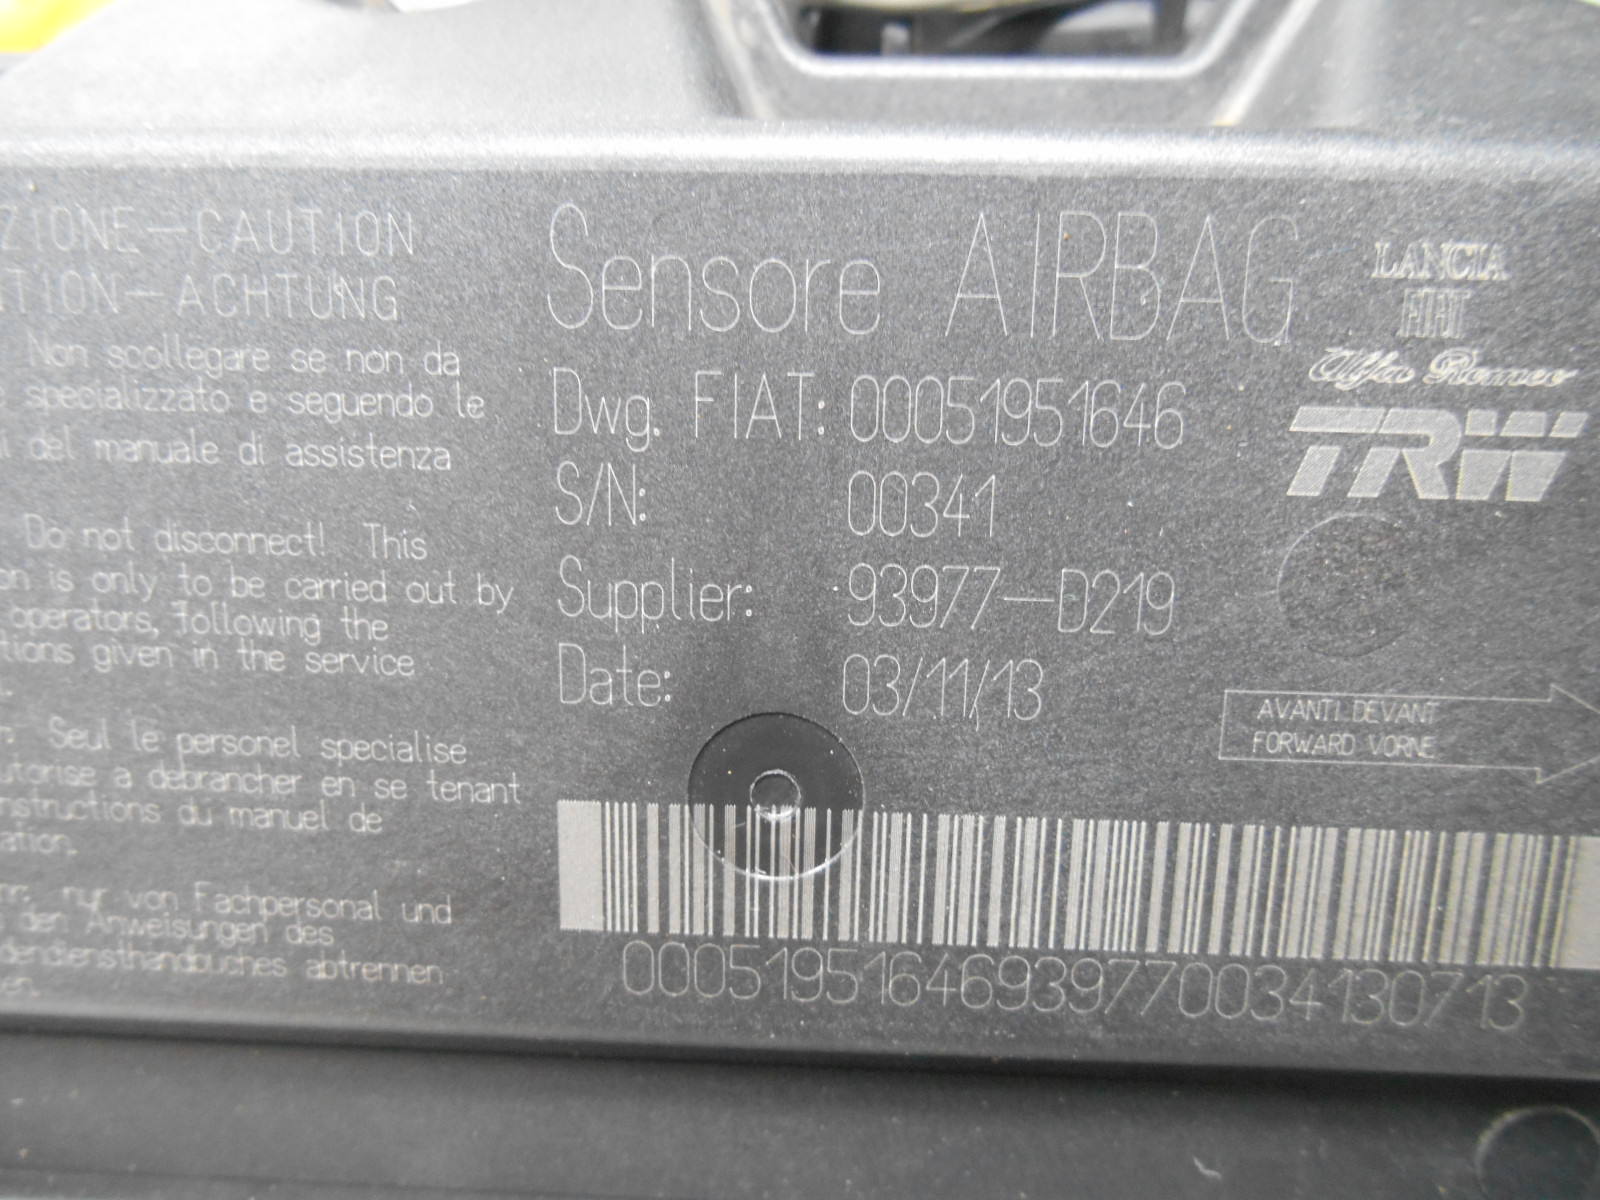 ZIONE-CAUTION
TION-ACHTUNG
Non scollegare se non da
specializzato e seguendo le
del manuale di assistenza
Do not disconnect! This
on is only to be carried out by
operators, following the
tions given in the service
Seul le personel specialise
utorise a debrancher en se tenant
nstructions du manuel de
ation.
nur von Fachpersonal und
den Anweisungen des
dendiensthandbuches abtrennen
en.
Sensore AIRBAG
Dwg. FIAT: 00051951646
S/N: 00341
Supplier: 93977-D219
Date: 03/11/13
LANCIA
FIAT
Alfa Romeo
TRW
AVANTI DEVANT
FORWARD VORNE
00051951646939770034130713